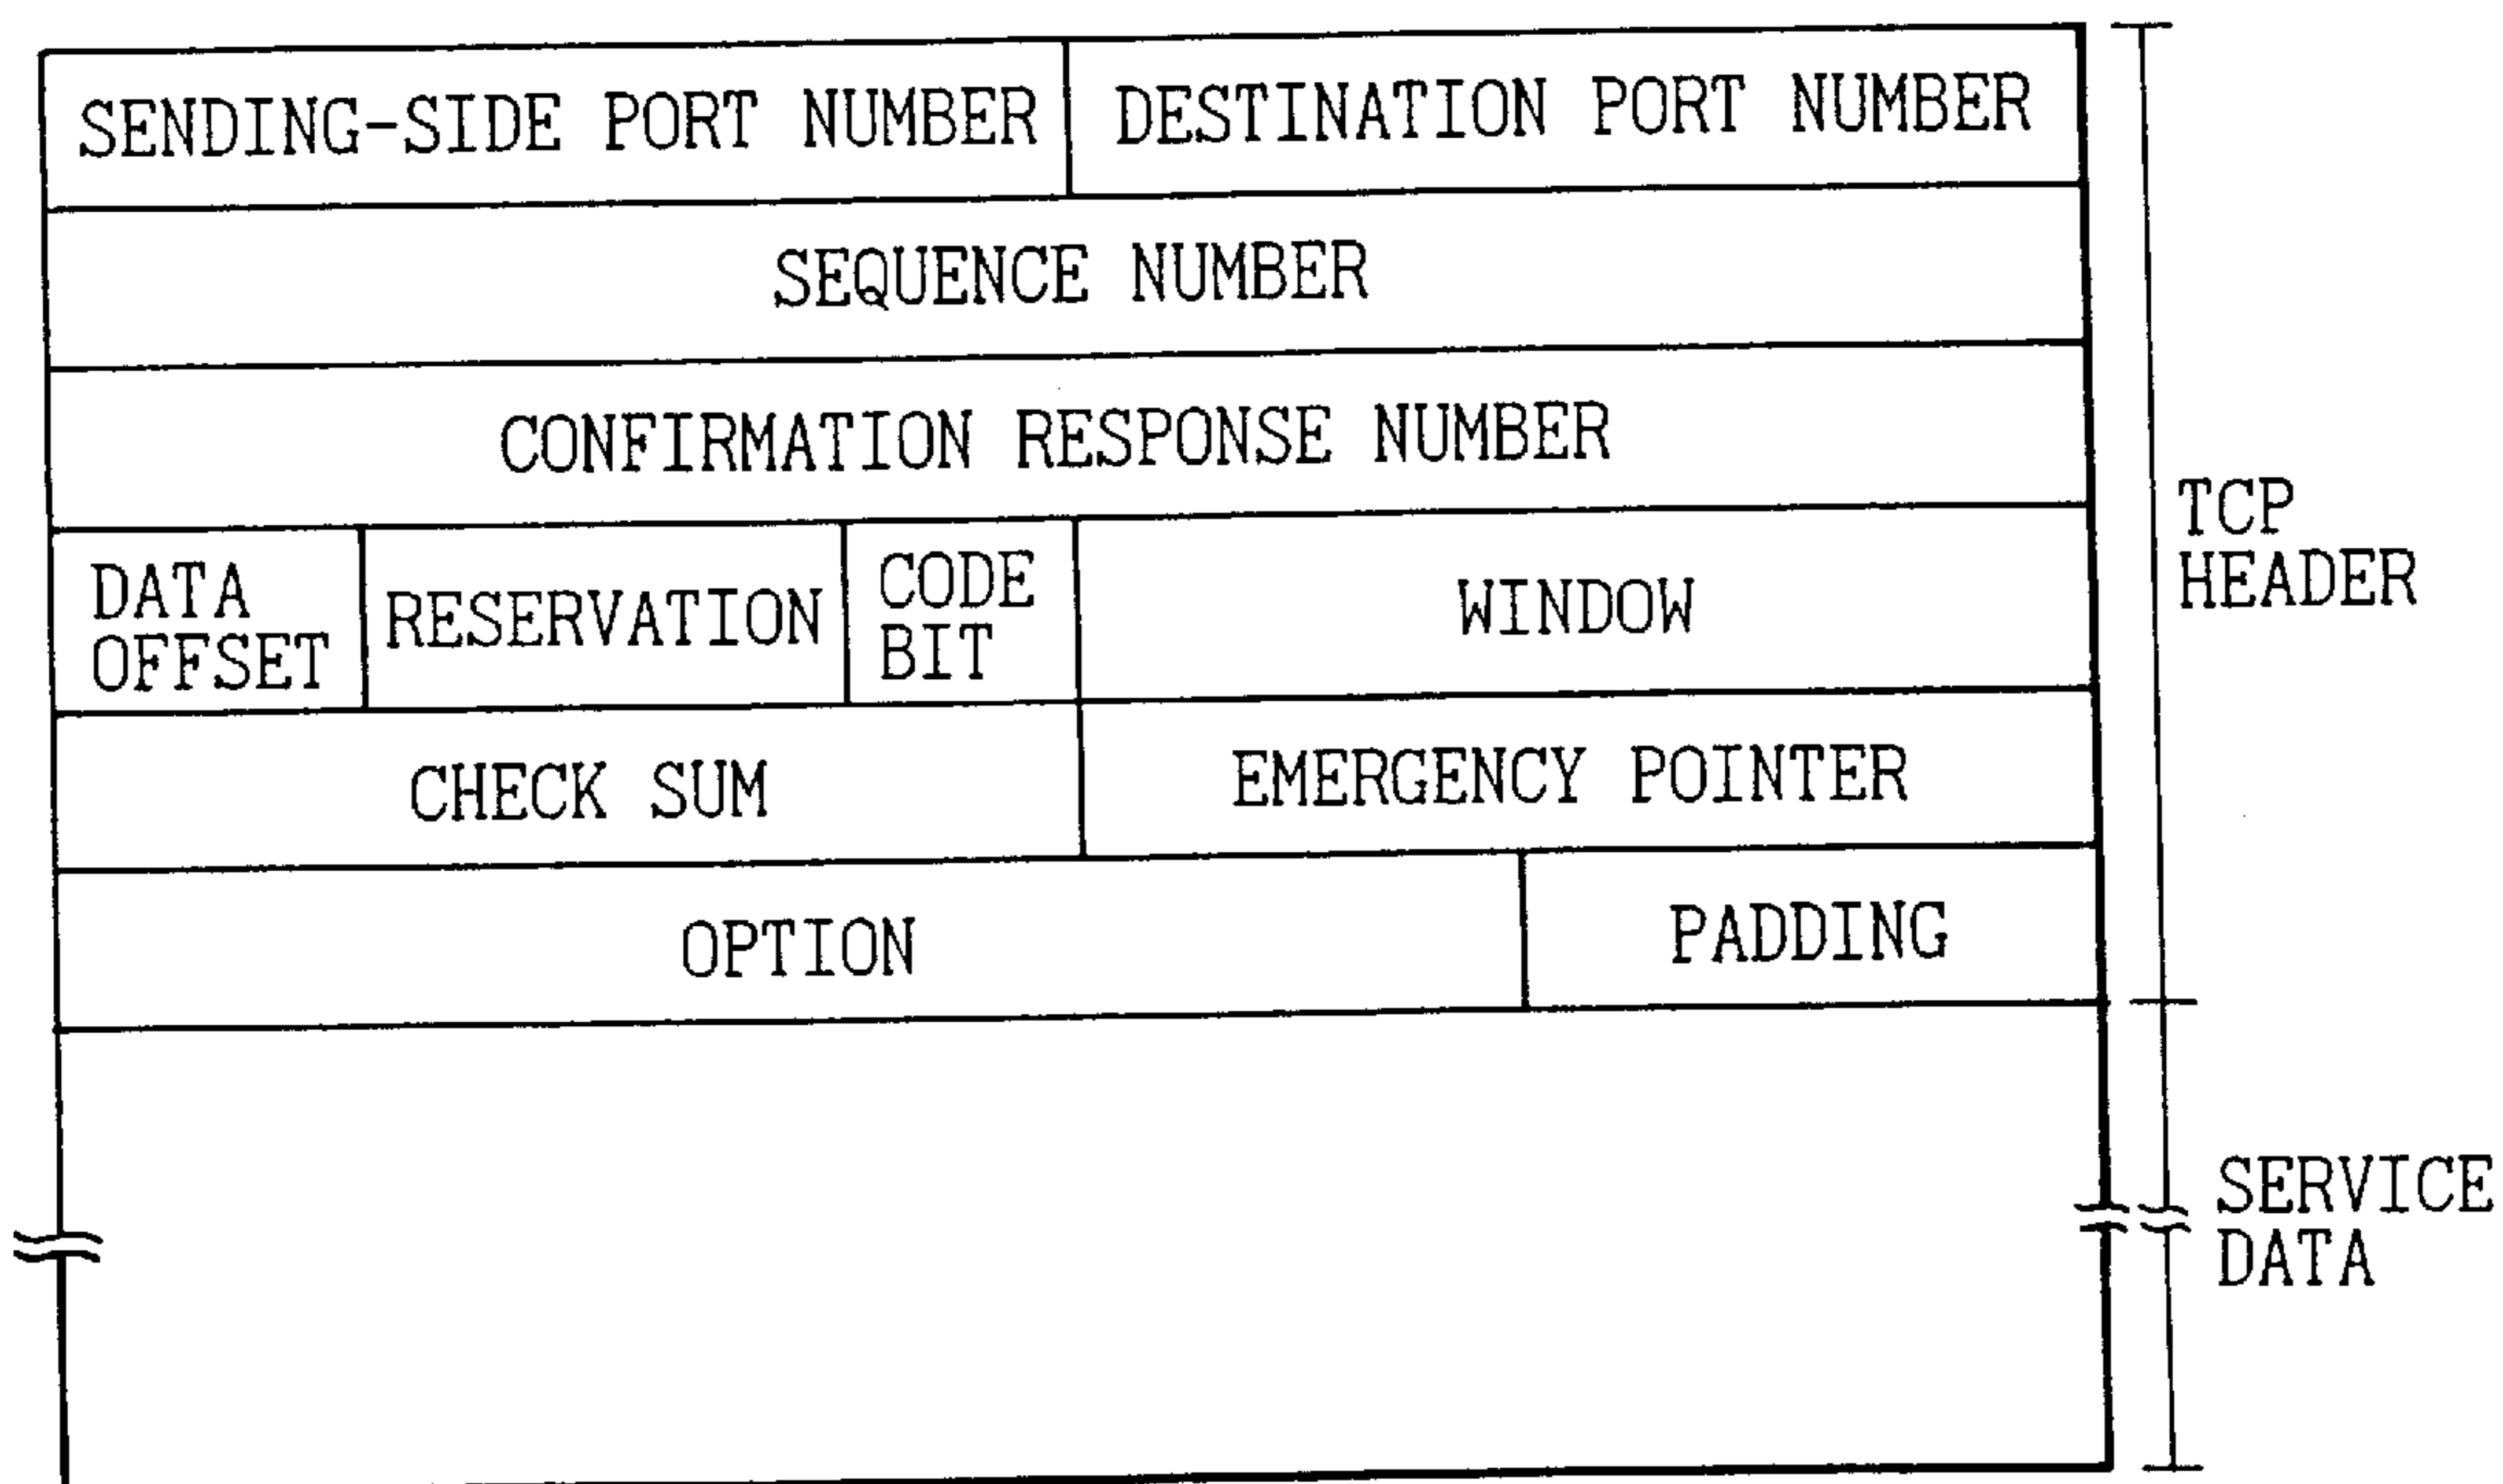 SENDING-SIDE PORT NUMBER
DESTINATION PORT NUMBER
SEQUENCE NUMBER
CONFIRMATION RESPONSE NUMBER
DATA
OFFSET
RESERVATION
CODE
BIT
WINDOW
CHECK SUM
EMERGENCY POINTER
OPTION
PADDING
TCP
HEADER
SERVICE
DATA